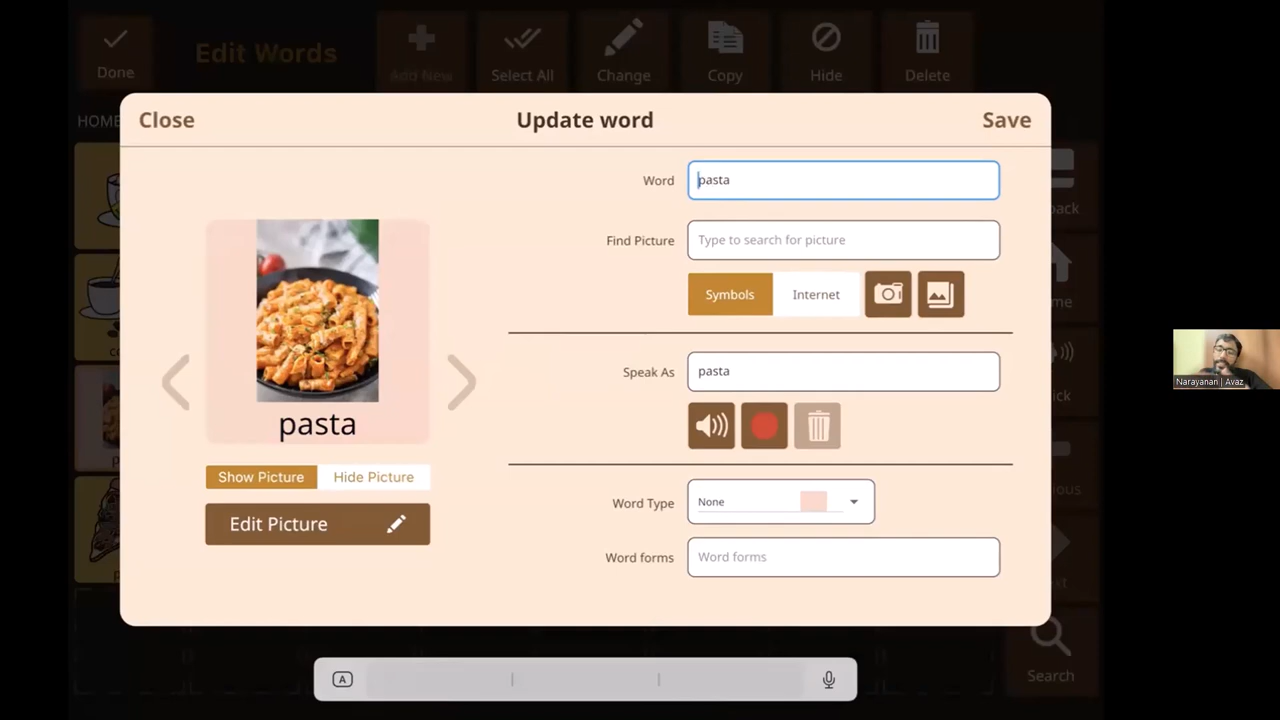 Done
Edit Words
Add New
Select All
Change
Copy
Hide
Delete
HOME
Close
Update word
Save
Word
pasta
Find Picture
Type to search for picture
Symbols
Internet
Speak As
pasta
pasta
Show Picture
Hide Picture
Edit Picture
Word Type
None
Word forms
Word forms
A
Search
Narayanan | Avaz